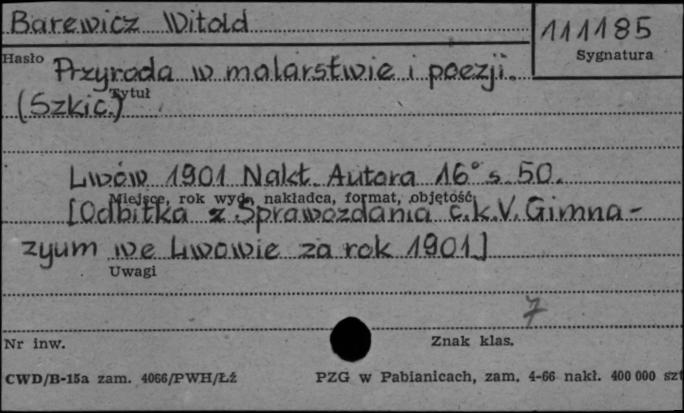 Barewicz Witold
111185
Hasło
Sygnatura
Przyroda w malarstwie i poezji.
Tytuł
(Szkic.)
Lwów 1901 Nakł. Autora 16° s. 50.
Miejsce, rok wyd., nakładca, format, objętość
[Odbitka z Sprawozdania c.k. V. Gimna-
zyum we Lwowie za rok 1901]
Uwagi
7
Nr inw.
Znak klas.
CWD/B-15a zam. 4066/PWH/Łź
PZG w Pabianicach, zam. 4-66 nakł. 400 000 szt